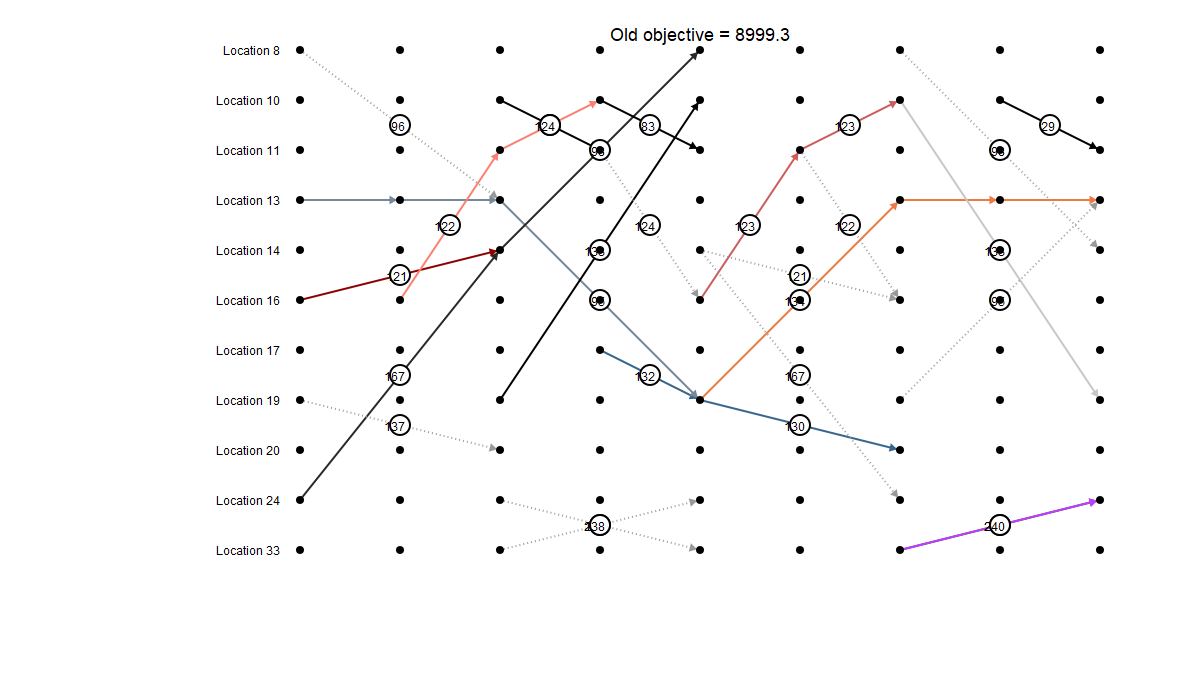 Old objective = 8999.3
Location 8
Location 10
96
124
83
123
29
Location 11
Location 13
122
124
123
122
Location 14
121
121
Location 16
Location 17
167
132
167
Location 19
137
130
Location 20
Location 24
240
Location 33